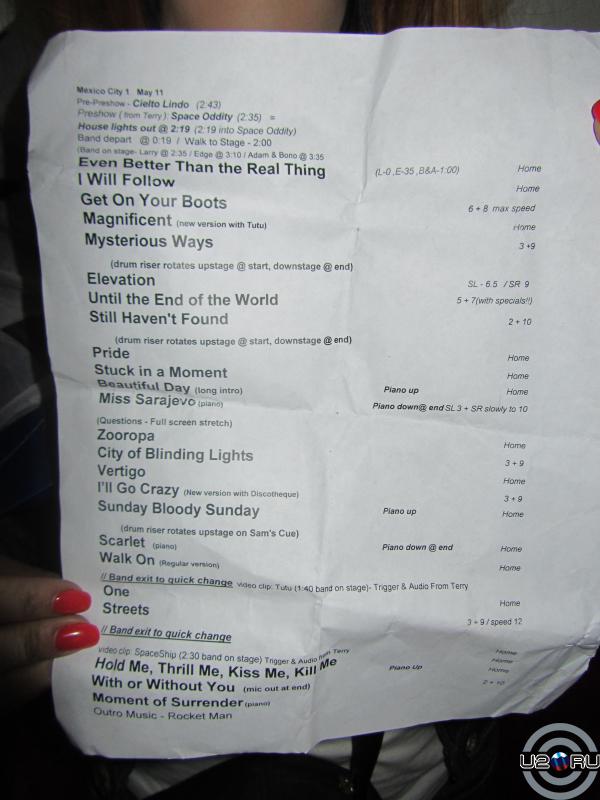 Mexico City 1 May 11
Pre-Preshow - Cielto Lindo (2:43)
Preshow ( from Terry): Space Oddity (2:35) =
House lights out @ 2:19 (2:19 into Space Oddity)
Band depart @ 0:19 / Walk to Stage - 2:00
(Band on stage- Larry @ 2:35 / Edge @ 3:10 / Adam & Bono @ 3:35
Even Better Than the Real Thing (L-0 ,E-35 ,B&A-1:00) Home
I Will Follow Home
Get On Your Boots 6 + 8 max speed
Magnificent (new version with Tutu) Home
Mysterious Ways 3 +9
(drum riser rotates upstage @ start, downstage @ end)
Elevation SL - 6.5 / SR 9
Until the End of the World 5 + 7(with specials!!)
Still Haven't Found 2 + 10
(drum riser rotates upstage @ start, downstage @ end)
Pride Home
Stuck in a Moment Home
Beautiful Day (long intro) Piano up Home
Miss Sarajevo (piano) Piano down@ end SL 3 + SR slowly to 10
(Questions - Full screen stretch)
Zooropa Home
City of Blinding Lights 3 + 9
Vertigo Home
I'll Go Crazy (New version with Discotheque) 3 + 9
Sunday Bloody Sunday Piano up Home
(drum riser rotates upstage on Sam's Cue)
Scarlet (piano) Piano down @ end Home
Walk On (Regular version) Home
// Band exit to quick change video clip: Tutu (1:40 band on stage)- Trigger & Audio From Terry
One Home
Streets 3 + 9 / speed 12
// Band exit to quick change
video clip: SpaceShip (2:30 band on stage) Trigger & Audio from Terry Home
Hold Me, Thrill Me, Kiss Me, Kill Me Piano Up Home
With or Without You (mic out at end) Home
Moment of Surrender (piano) 2 + 10
Outro Music - Rocket Man
U2 RU